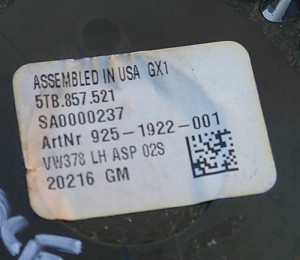 ASSEMBLED IN USA GX1
5TB.857.521
SA0000237
ArtNr 925-1922-001
VW378 LH ASP 02S
20216 GM